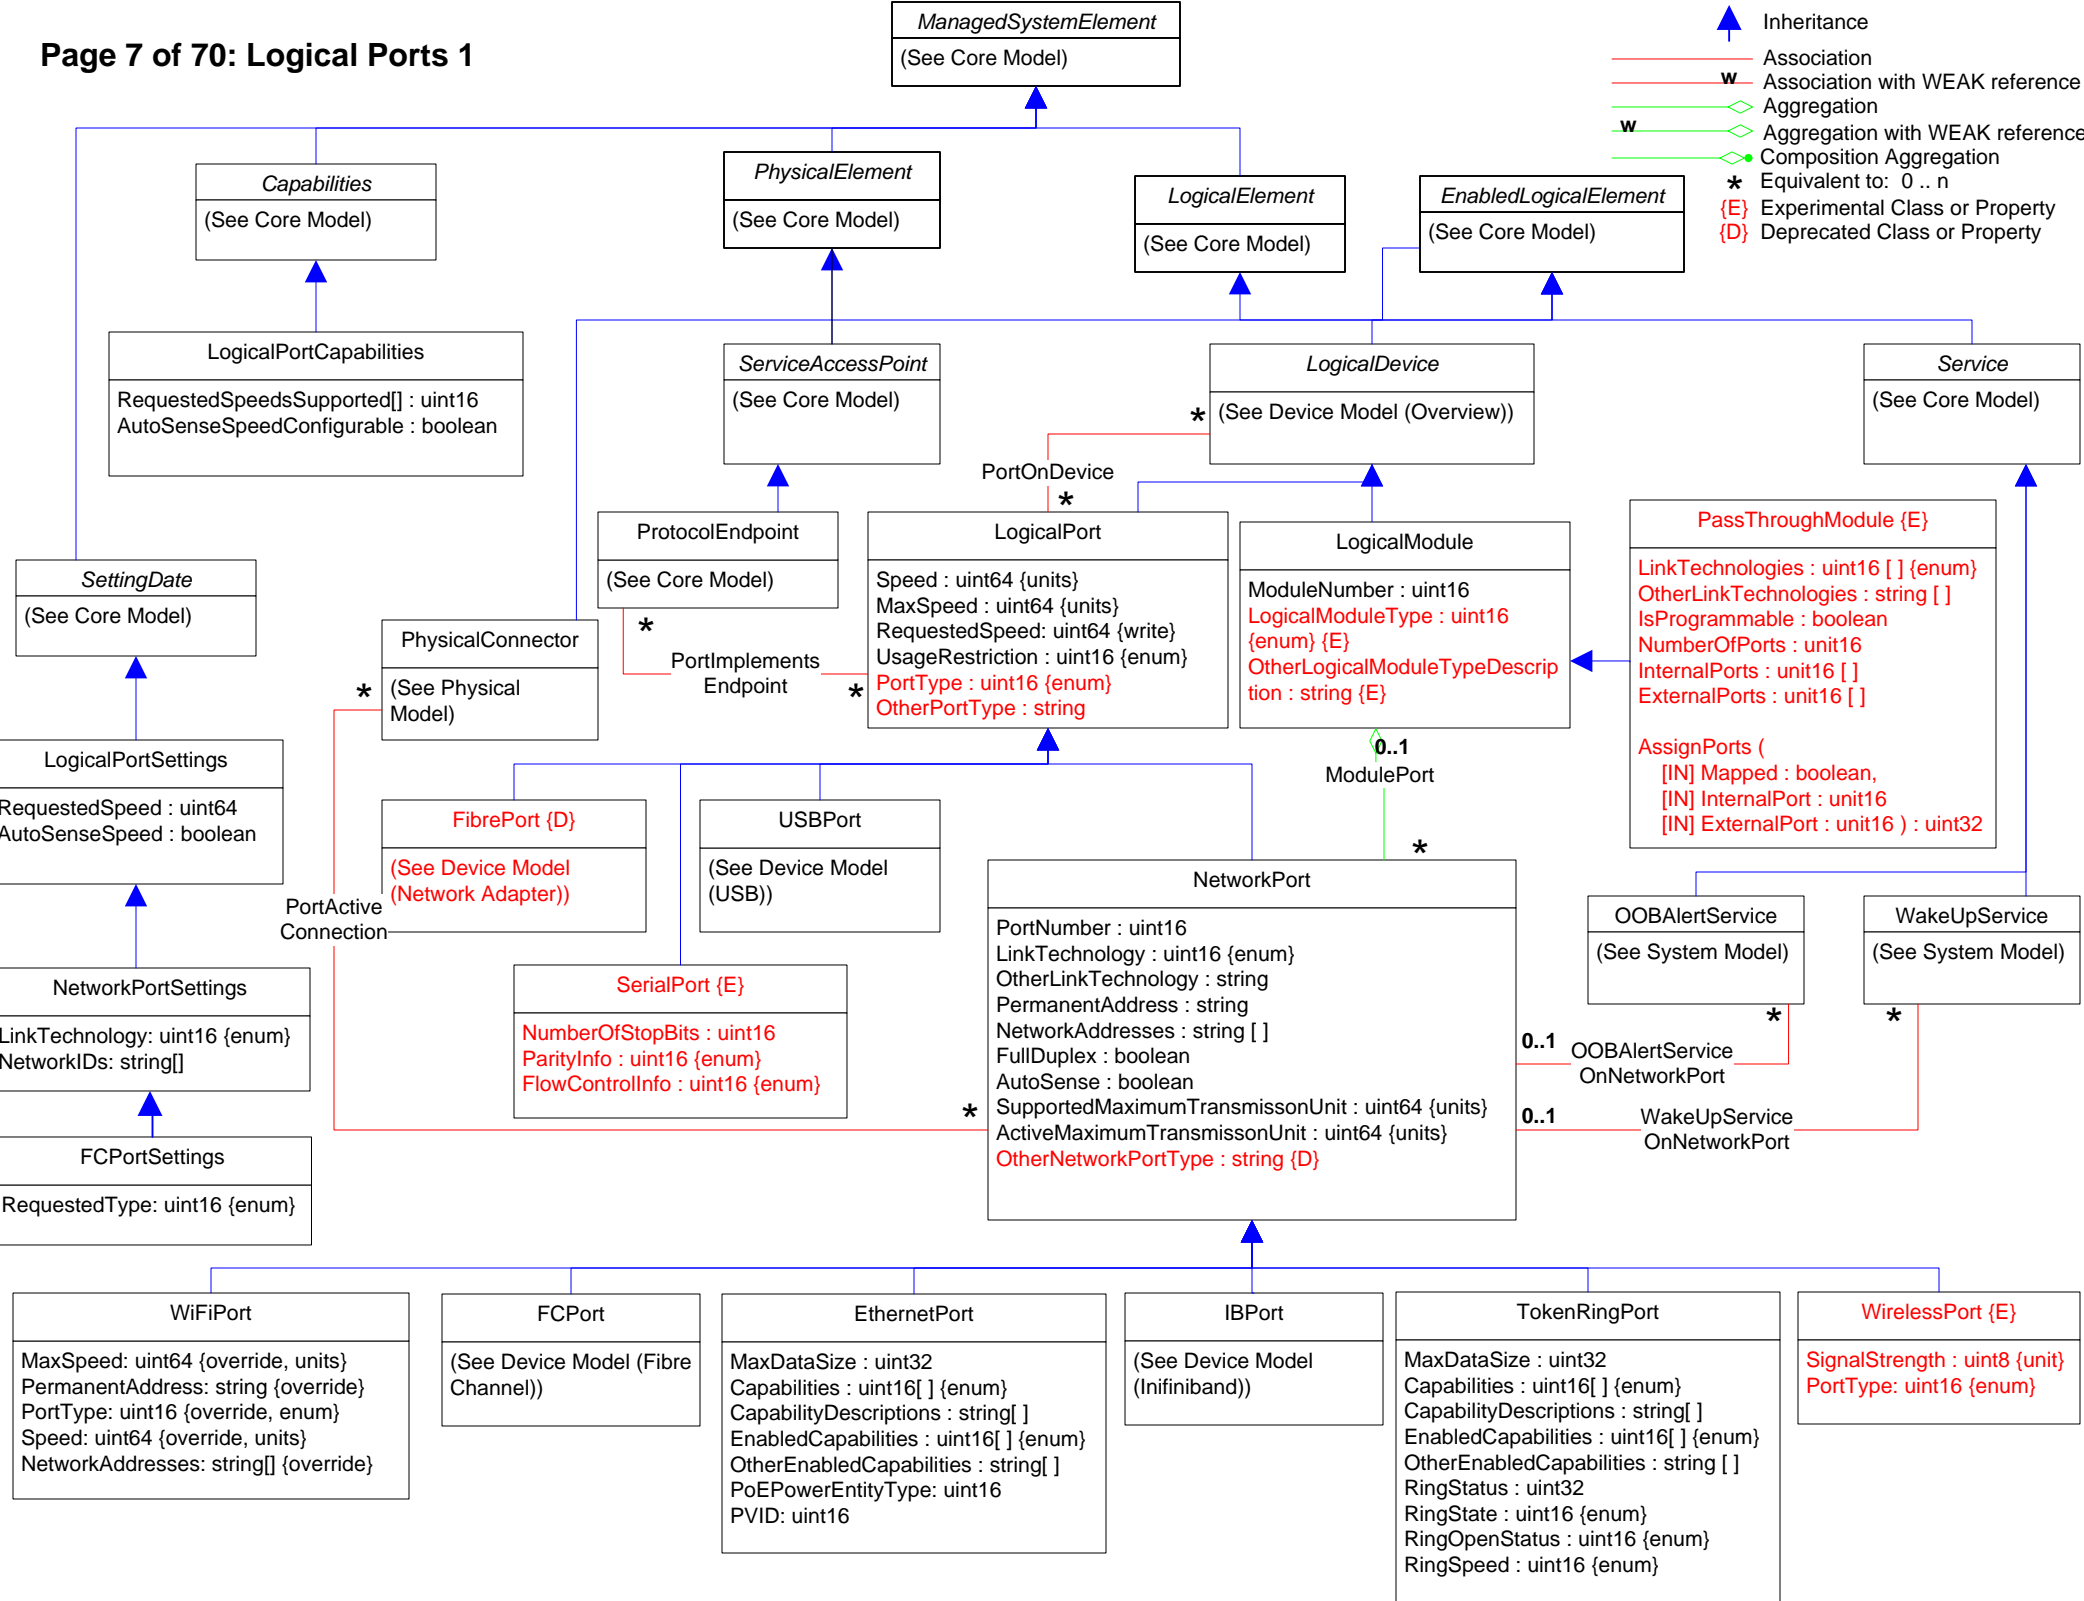 Page 7 of 70: Logical Ports 1
ManagedSystemElement
(See Core Model)
Inheritance
Association
w
Association with WEAK reference
Aggregation
w
Aggregation with WEAK reference
Composition Aggregation
* Equivalent to: 0 .. n
{E} Experimental Class or Property
{D} Deprecated Class or Property
Capabilities
(See Core Model)
PhysicalElement
(See Core Model)
LogicalElement
(See Core Model)
EnabledLogicalElement
(See Core Model)
LogicalPortCapabilities
RequestedSpeedsSupported[] : uint16
AutoSenseSpeedConfigurable : boolean
ServiceAccessPoint
(See Core Model)
LogicalDevice
(See Device Model (Overview))
*
Service
(See Core Model)
PortOnDevice
*
SettingDate
(See Core Model)
ProtocolEndpoint
(See Core Model)
*
PortImplements
Endpoint
*
LogicalPort
Speed : uint64 {units}
MaxSpeed : uint64 {units}
RequestedSpeed: uint64 {write}
UsageRestriction : uint16 {enum}
PortType : uint16 {enum}
OtherPortType : string
LogicalModule
ModuleNumber : uint16
LogicalModuleType : uint16
{enum} {E}
OtherLogicalModuleTypeDescrip
tion : string {E}
PassThroughModule {E}
LinkTechnologies : uint16 [ ] {enum}
OtherLinkTechnologies : string [ ]
IsProgrammable : boolean
NumberOfPorts : unit16
InternalPorts : unit16 [ ]
ExternalPorts : unit16 [ ]
AssignPorts (
[IN] Mapped : boolean,
[IN] InternalPort : unit16
[IN] ExternalPort : unit16 ) : uint32
PhysicalConnector
(See Physical
Model)
*
0..1
ModulePort
*
LogicalPortSettings
RequestedSpeed : uint64
AutoSenseSpeed : boolean
FibrePort {D}
(See Device Model
(Network Adapter))
USBPort
(See Device Model
(USB))
PortActive
Connection
*
NetworkPort
PortNumber : uint16
LinkTechnology : uint16 {enum}
OtherLinkTechnology : string
PermanentAddress : string
NetworkAddresses : string [ ]
FullDuplex : boolean
AutoSense : boolean
SupportedMaximumTransmissonUnit : uint64 {units}
ActiveMaximumTransmissonUnit : uint64 {units}
OtherNetworkPortType : string {D}
OOBAlertService
(See System Model)
*
WakeUpService
(See System Model)
*
0..1
OOBAlertService
OnNetworkPort
0..1
WakeUpService
OnNetworkPort
NetworkPortSettings
LinkTechnology: uint16 {enum}
NetworkIDs: string[]
SerialPort {E}
NumberOfStopBits : uint16
ParityInfo : uint16 {enum}
FlowControlInfo : uint16 {enum}
FCPortSettings
RequestedType: uint16 {enum}
WiFiPort
MaxSpeed: uint64 {override, units}
PermanentAddress: string {override}
PortType: uint16 {override, enum}
Speed: uint64 {override, units}
NetworkAddresses: string[] {override}
FCPort
(See Device Model (Fibre
Channel))
EthernetPort
MaxDataSize : uint32
Capabilities : uint16[ ] {enum}
CapabilityDescriptions : string[ ]
EnabledCapabilities : uint16[ ] {enum}
OtherEnabledCapabilities : string[ ]
PoEPowerEntityType: uint16
PVID: uint16
IBPort
(See Device Model
(Inifiniband))
TokenRingPort
MaxDataSize : uint32
Capabilities : uint16[ ] {enum}
CapabilityDescriptions : string[ ]
EnabledCapabilities : uint16[ ] {enum}
OtherEnabledCapabilities : string [ ]
RingStatus : uint32
RingState : uint16 {enum}
RingOpenStatus : uint16 {enum}
RingSpeed : uint16 {enum}
WirelessPort {E}
SignalStrength : uint8 {unit}
PortType: uint16 {enum}